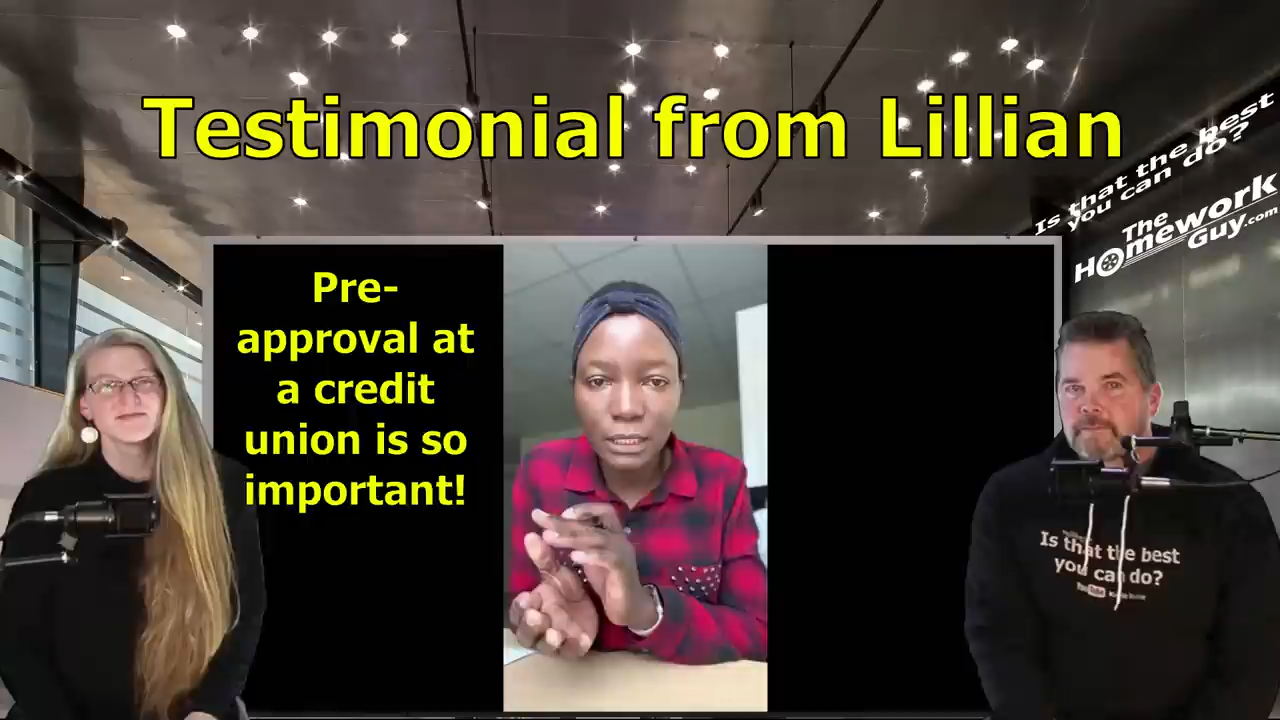 Testimonial from Lillian
Is that the best
you can do?
The
Homework
Guy.com
Pre-
approval at
a credit
union is so
important!
Is that the best
you can do?
YouTube